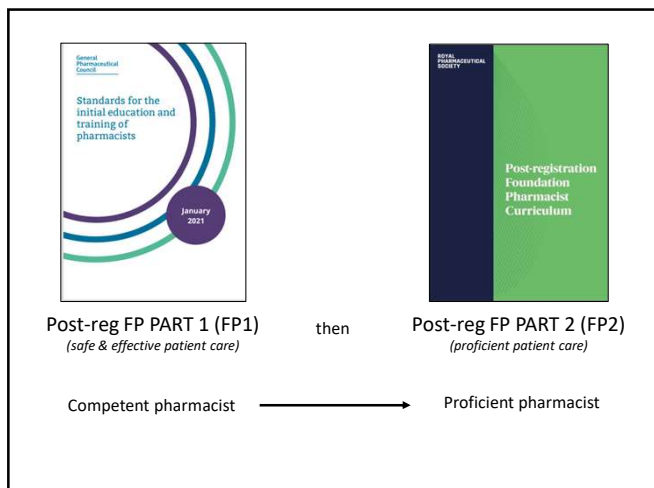 General
Pharmaceutical
Council
Standards for the
initial education and
training of
pharmacists
January
2021
ROYAL
PHARMACEUTICAL
SOCIETY
Post-registration
Foundation
Pharmacist
Curriculum
Post-reg FP PART 1 (FP1)
(safe & effective patient care)
then
Post-reg FP PART 2 (FP2)
(proficient patient care)
Competent pharmacist
Proficient pharmacist